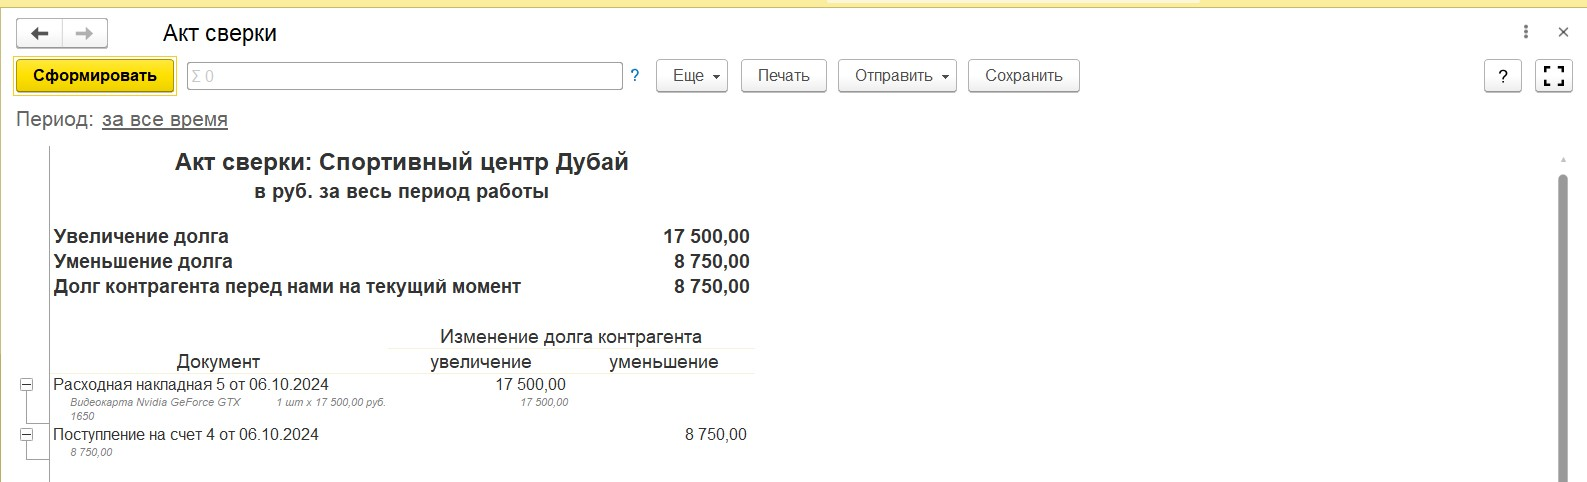 Акт сверки
Сформировать Σ 0 ? Еще Печать Отправить Сохранить ?
Период: за все время
Акт сверки: Спортивный центр Дубай
в руб. за весь период работы
Увеличение долга 17 500,00
Уменьшение долга 8 750,00
Долг контрагента перед нами на текущий момент 8 750,00
Изменение долга контрагента
Документ увеличение уменьшение
Расходная накладная 5 от 06.10.2024 17 500,00
Видеокарта Nvidia GeForce GTX 1 шт x 17 500,00 руб. 17 500,00
1650
Поступление на счет 4 от 06.10.2024 8 750,00
8 750,00